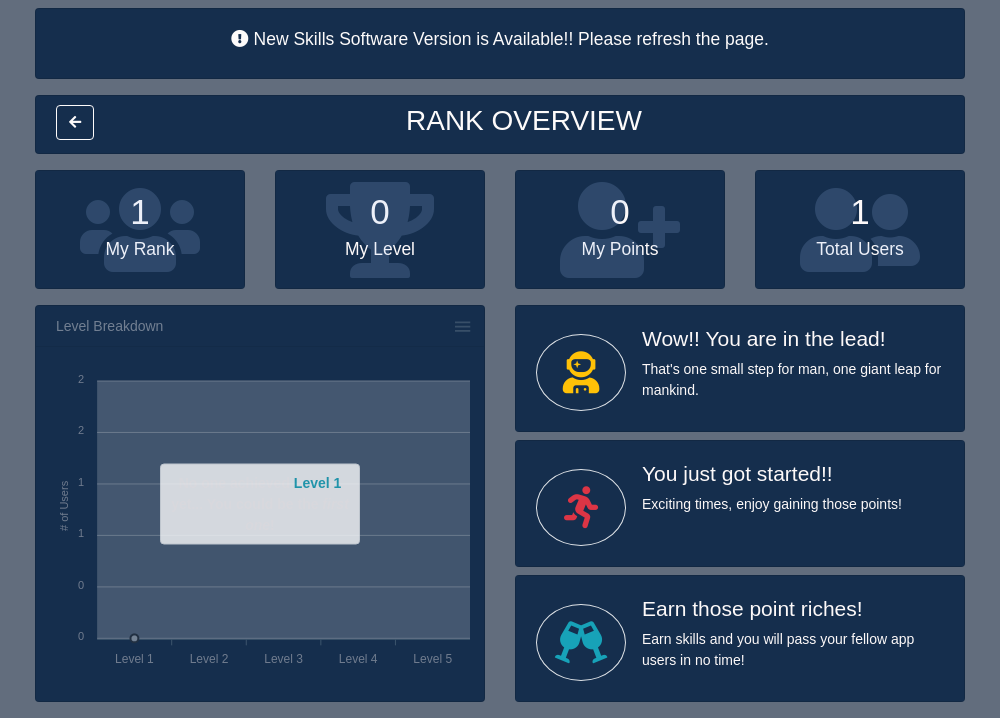 New Skills Software Version is Available!! Please refresh the page.
RANK OVERVIEW
1
My Rank
0
My Level
0
My Points
1
Total Users
Level Breakdown
2
2
1
1
0
0
# of Users
Level 1
Level 1
Level 2
Level 3
Level 4
Level 5
Wow!! You are in the lead!
That's one small step for man, one giant leap for
mankind.
You just got started!!
Exciting times, enjoy gaining those points!
Earn those point riches!
Earn skills and you will pass your fellow app
users in no time!